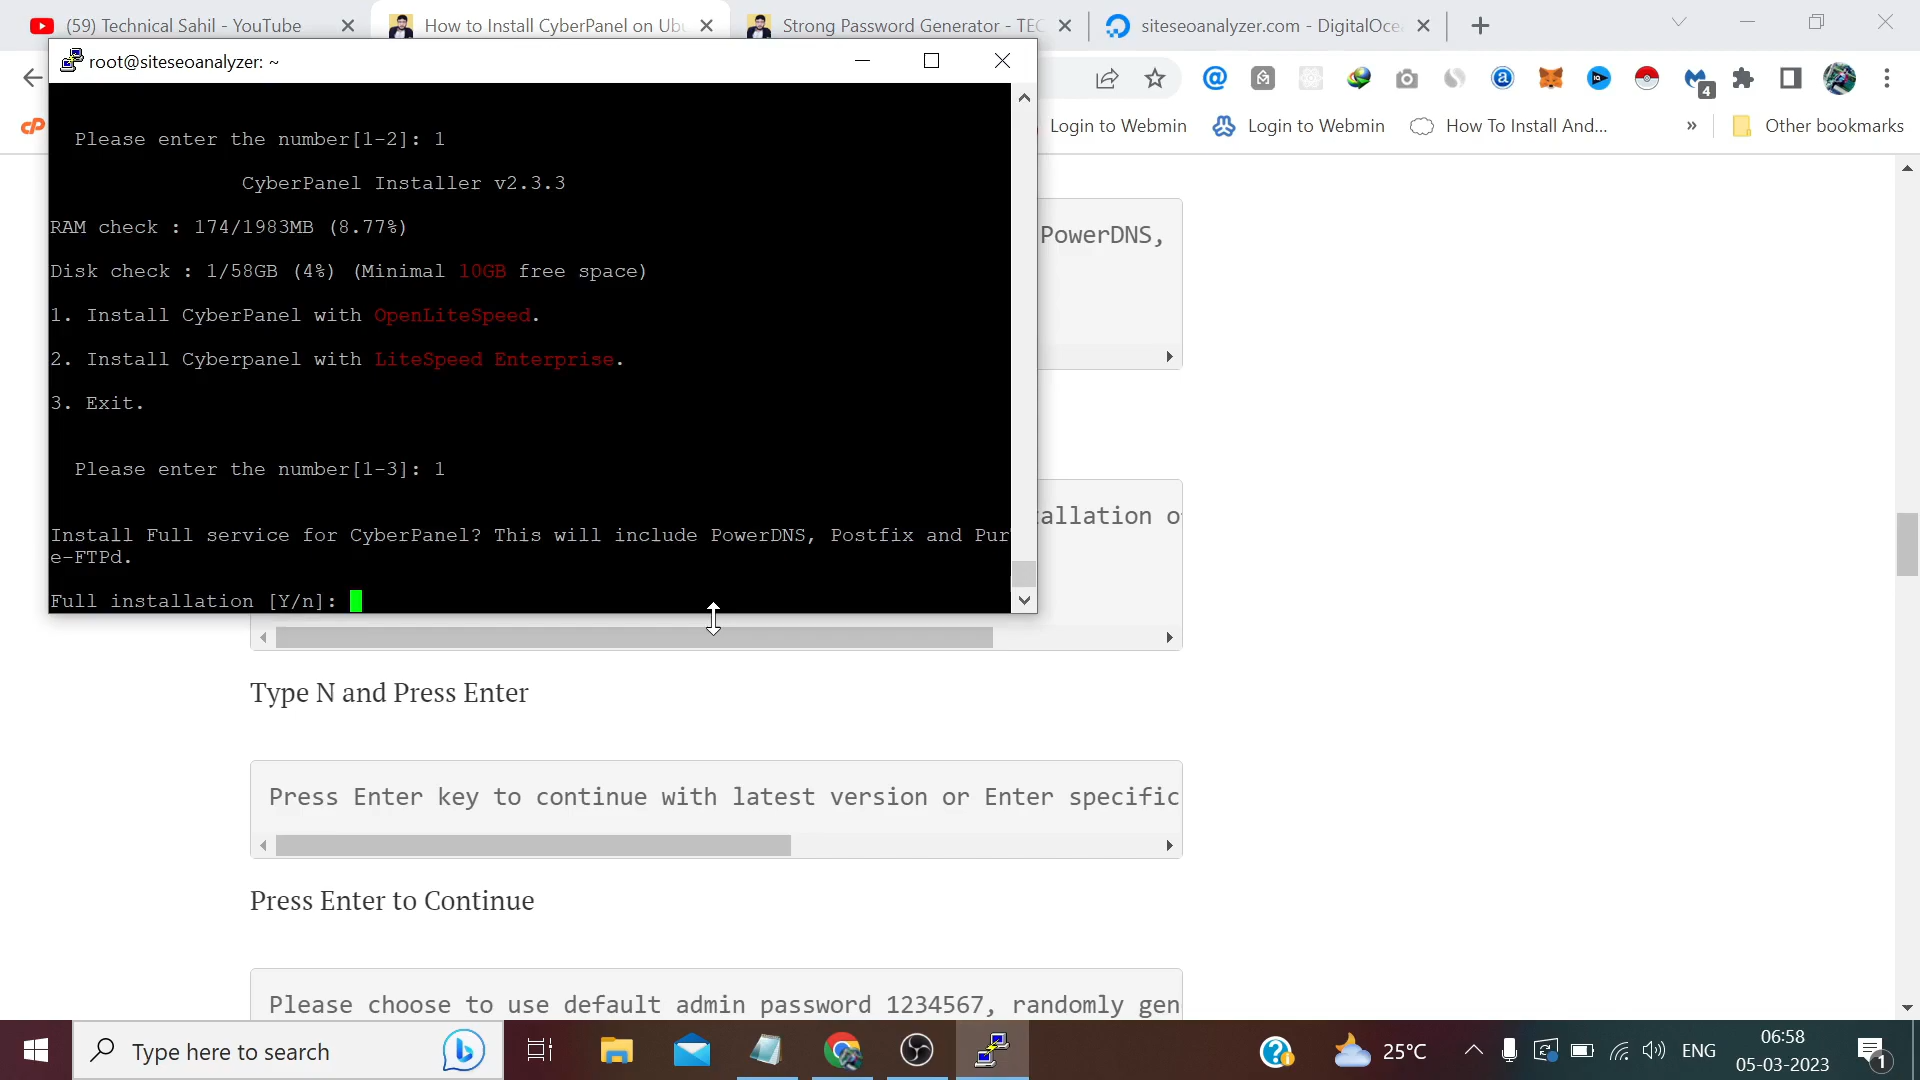 (59) Technical Sahil - YouTube
How to Install CyberPanel on Ubu
Strong Password Generator - TEC
siteseoanalyzer.com - DigitalOce
root@siteseoanalyzer: ~
4
Login to Webmin
Login to Webmin
How To Install And...
»
Other bookmarks
Please enter the number[1-2]: 1
CyberPanel Installer v2.3.3
RAM check : 174/1983MB (8.77%)
Disk check : 1/58GB (4%) (Minimal 10GB free space)
1. Install CyberPanel with OpenLiteSpeed.
2. Install Cyberpanel with LiteSpeed Enterprise.
3. Exit.
Please enter the number[1-3]: 1
Install Full service for CyberPanel? This will include PowerDNS, Postfix and Pur
e-FTPd.
Full installation [Y/n]:
PowerDNS,
allation o
Type N and Press Enter
Press Enter key to continue with latest version or Enter specific
Press Enter to Continue
Please choose to use default admin password 1234567, randomly gen
Type here to search
25°C
ENG
06:58
05-03-2023
1